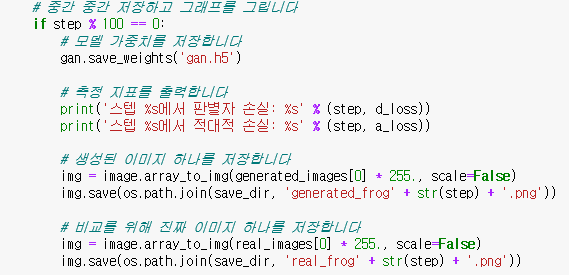 # 중간 중간 저장하고 그래프를 그립니다
if step % 100 == 0:
# 모델 가중치를 저장합니다
gan.save_weights('gan.h5')
# 측정 지표를 출력합니다
print('스텝 %s에서 판별자 손실: %s' % (step, d_loss))
print('스텝 %s에서 적대적 손실: %s' % (step, a_loss))
# 생성된 이미지 하나를 저장합니다
img = image.array_to_img(generated_images[0] * 255., scale=False)
img.save(os.path.join(save_dir, 'generated_frog' + str(step) + '.png'))
# 비교를 위해 진짜 이미지 하나를 저장합니다
img = image.array_to_img(real_images[0] * 255., scale=False)
img.save(os.path.join(save_dir, 'real_frog' + str(step) + '.png'))